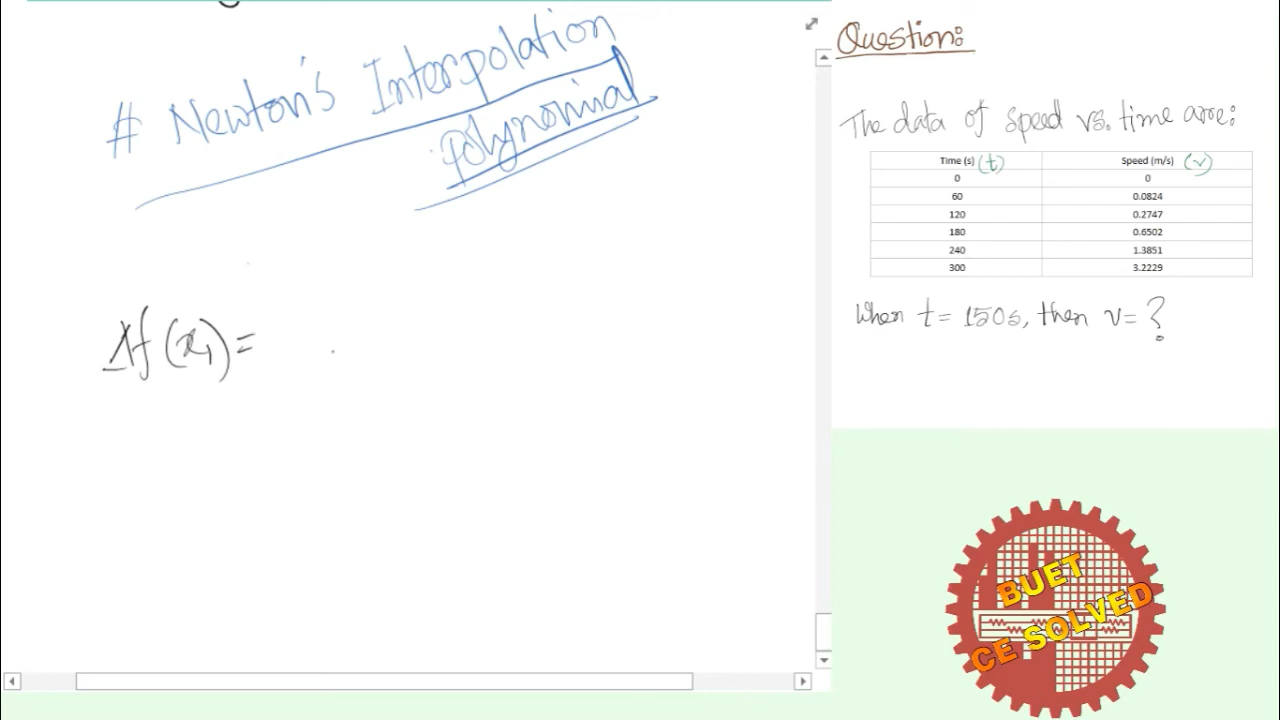 # Newton's Interpolation
polynomial
Δf(x₁) =
Question:
The data of speed vs. time are:
Time (s) (t) Speed (m/s) (v)
0 0
60 0.0824
120 0.2747
180 0.6502
240 1.3851
300 3.2229
When t = 150s, then v = ?
BUET
CE SOLVED